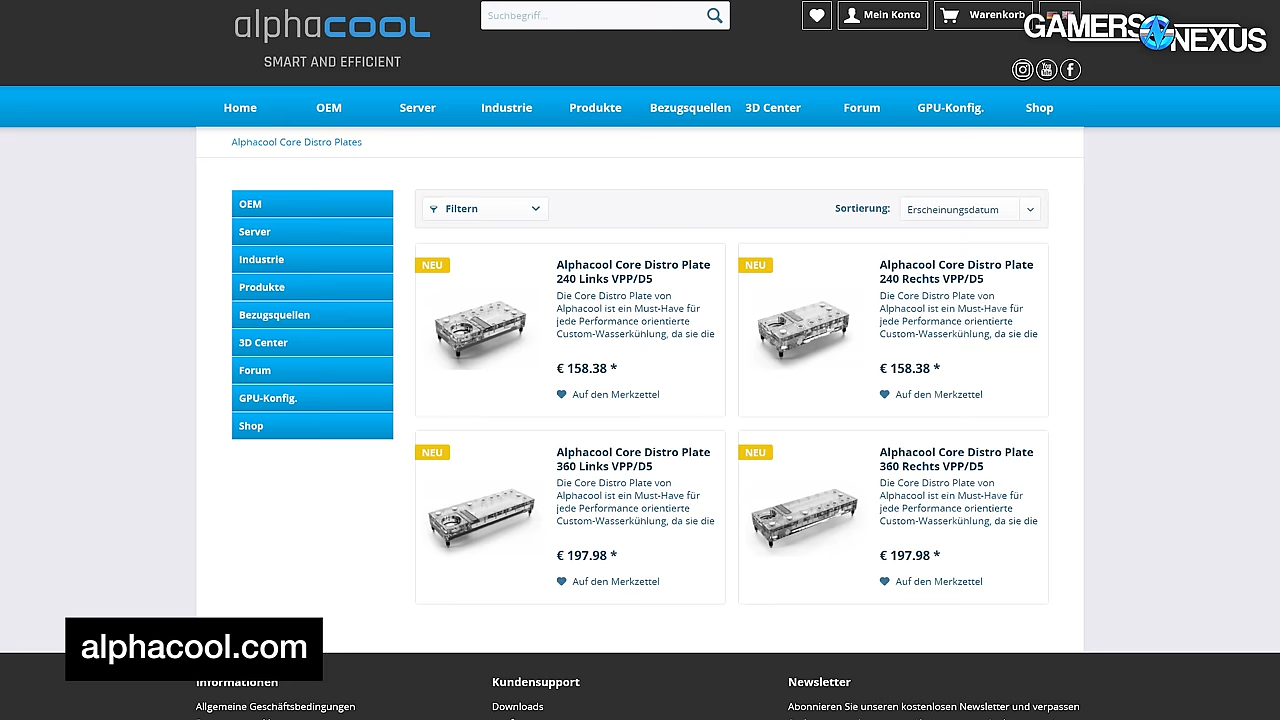 alphacool
SMART AND EFFICIENT
Suchbegriff...
Mein Konto
Warenkorb
GAMERS NEXUS
Home
OEM
Server
Industrie
Produkte
Bezugsquellen
3D Center
Forum
GPU-Konfig.
Shop
Alphacool Core Distro Plates
OEM
Server
Industrie
Produkte
Bezugsquellen
3D Center
Forum
GPU-Konfig.
Shop
Filtern
Sortierung:
Erscheinungsdatum
NEU
Alphacool Core Distro Plate
240 Links VPP/D5
Die Core Distro Plate von
Alphacool ist ein Must-Have für
jede Performance orientierte
Custom-Wasserkühlung, da sie die
€ 158.38 *
Auf den Merkzettel
NEU
Alphacool Core Distro Plate
240 Rechts VPP/D5
Die Core Distro Plate von
Alphacool ist ein Must-Have für
jede Performance orientierte
Custom-Wasserkühlung, da sie die
€ 158.38 *
Auf den Merkzettel
NEU
Alphacool Core Distro Plate
360 Links VPP/D5
Die Core Distro Plate von
Alphacool ist ein Must-Have für
jede Performance orientierte
Custom-Wasserkühlung, da sie die
€ 197.98 *
Auf den Merkzettel
NEU
Alphacool Core Distro Plate
360 Rechts VPP/D5
Die Core Distro Plate von
Alphacool ist ein Must-Have für
jede Performance orientierte
Custom-Wasserkühlung, da sie die
€ 197.98 *
Auf den Merkzettel
alphacool.com
Informationen
Allgemeine Geschäftsbedingungen
Kundensupport
Downloads
Newsletter
Abonnieren Sie unseren kostenlosen Newsletter und verpassen